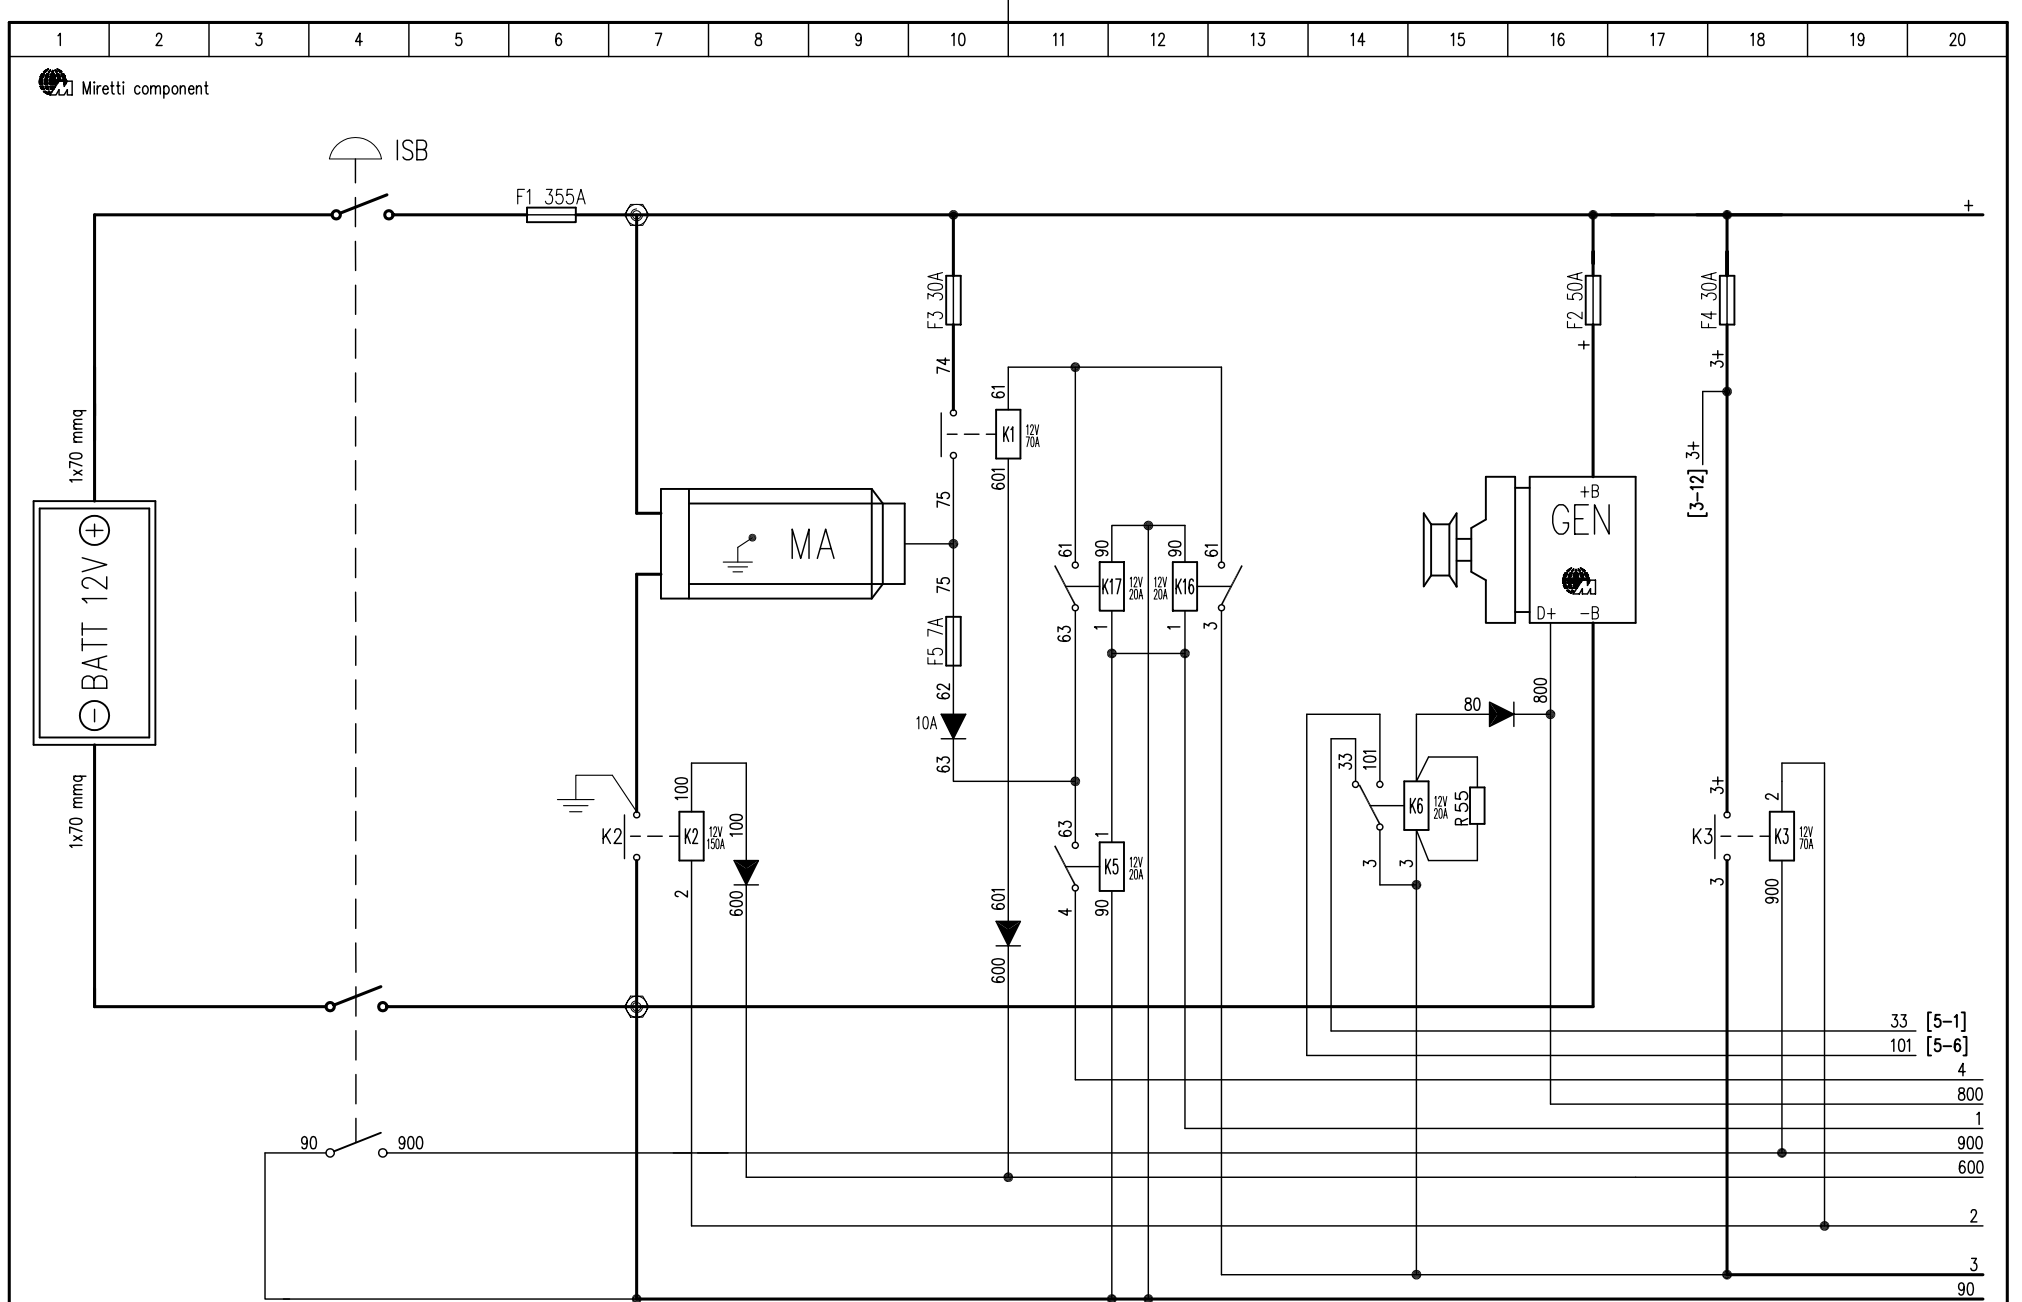 1 2 3 4 5 6 7 8 9 10 11 12 13 14 15 16 17 18 19 20
Miretti component
ISB
F1 355A
+
F3 30A
F2 50A
F4 30A
+
74
3+
61
K1
12V
70A
1x70 mmq
601
3+
[3-12]
75
+B
GEN
MA
BATT 12V
+
-
61
90
90
61
K17
12V
20A
12V
20A
K16
75
63
1
1
3
D+
-B
F5 7A
62
10A
63
800
80
33
101
K6
12V
20A
R55
3
3
1x70 mmq
100
K2
K2
12V
150A
100
2
600
63
1
K5
12V
20A
4
90
601
600
3+
2
K3
K3
12V
70A
3
900
33 [5-1]
101 [5-6]
4
800
1
90
900
900
600
2
3
90